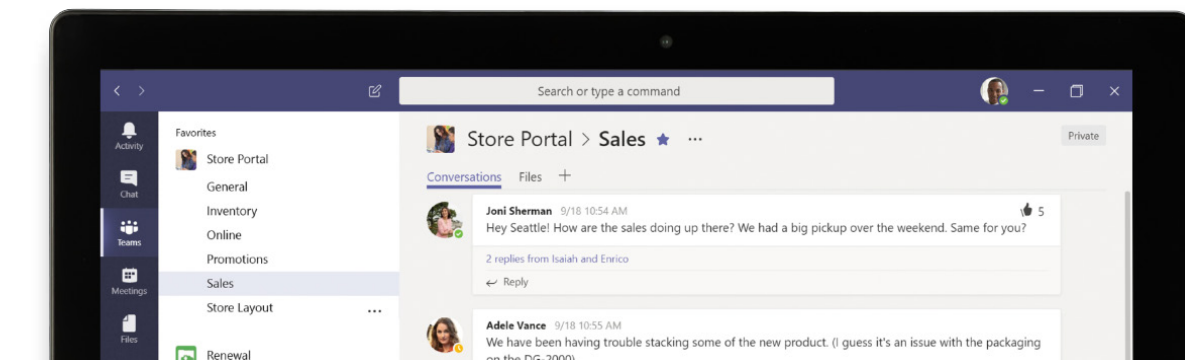 Search or type a command
Activity
Chat
Teams
Meetings
Files
Favorites
Store Portal
General
Inventory
Online
Promotions
Sales
Store Layout
...
Renewal
Store Portal > Sales ...
Private
Conversations Files +
Joni Sherman 9/18 10:54 AM
5
Hey Seattle! How are the sales doing up there? We had a big pickup over the weekend. Same for you?
2 replies from Isaiah and Enrico
Reply
Adele Vance 9/18 10:55 AM
We have been having trouble stacking some of the new product. (I guess it's an issue with the packaging
on the DG-2000)